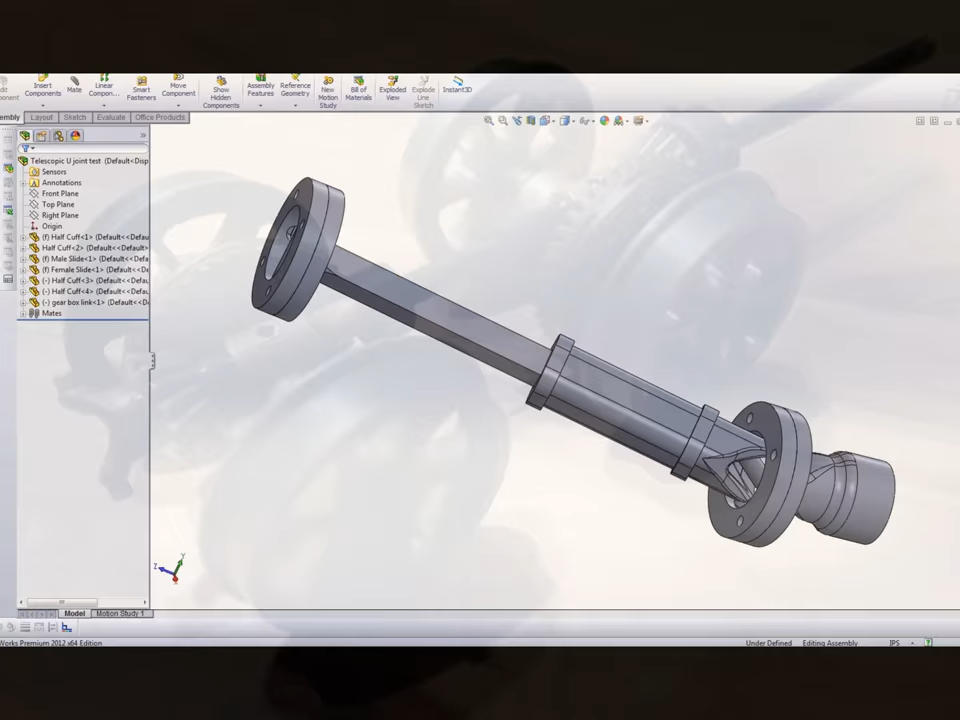 Insert Components
Mate
Linear Compon...
Smart Fasteners
Move Component
Show Hidden Components
Assembly Features
Reference Geometry
New Motion Study
Bill of Materials
Exploded View
Explode Line Sketch
Instant3D
embly
Layout
Sketch
Evaluate
Office Products
Telescopic U joint test (Default<Disp
Sensors
Annotations
Front Plane
Top Plane
Right Plane
Origin
(f) Half Cuff<1> (Default<<Defau
Half Cuff<2> (Default<<Default>
(f) Male Slide<1> (Default<<Defa
(f) Female Slide<1> (Default<<De
(-) Half Cuff<3> (Default<<Defau
(-) Half Cuff<4> (Default<<Defau
(-) gear box link<1> (Default<<D
Mates
Y
Z
Model
Motion Study 1
Works Premium 2012 x64 Edition
Under Defined
Editing Assembly
IPS